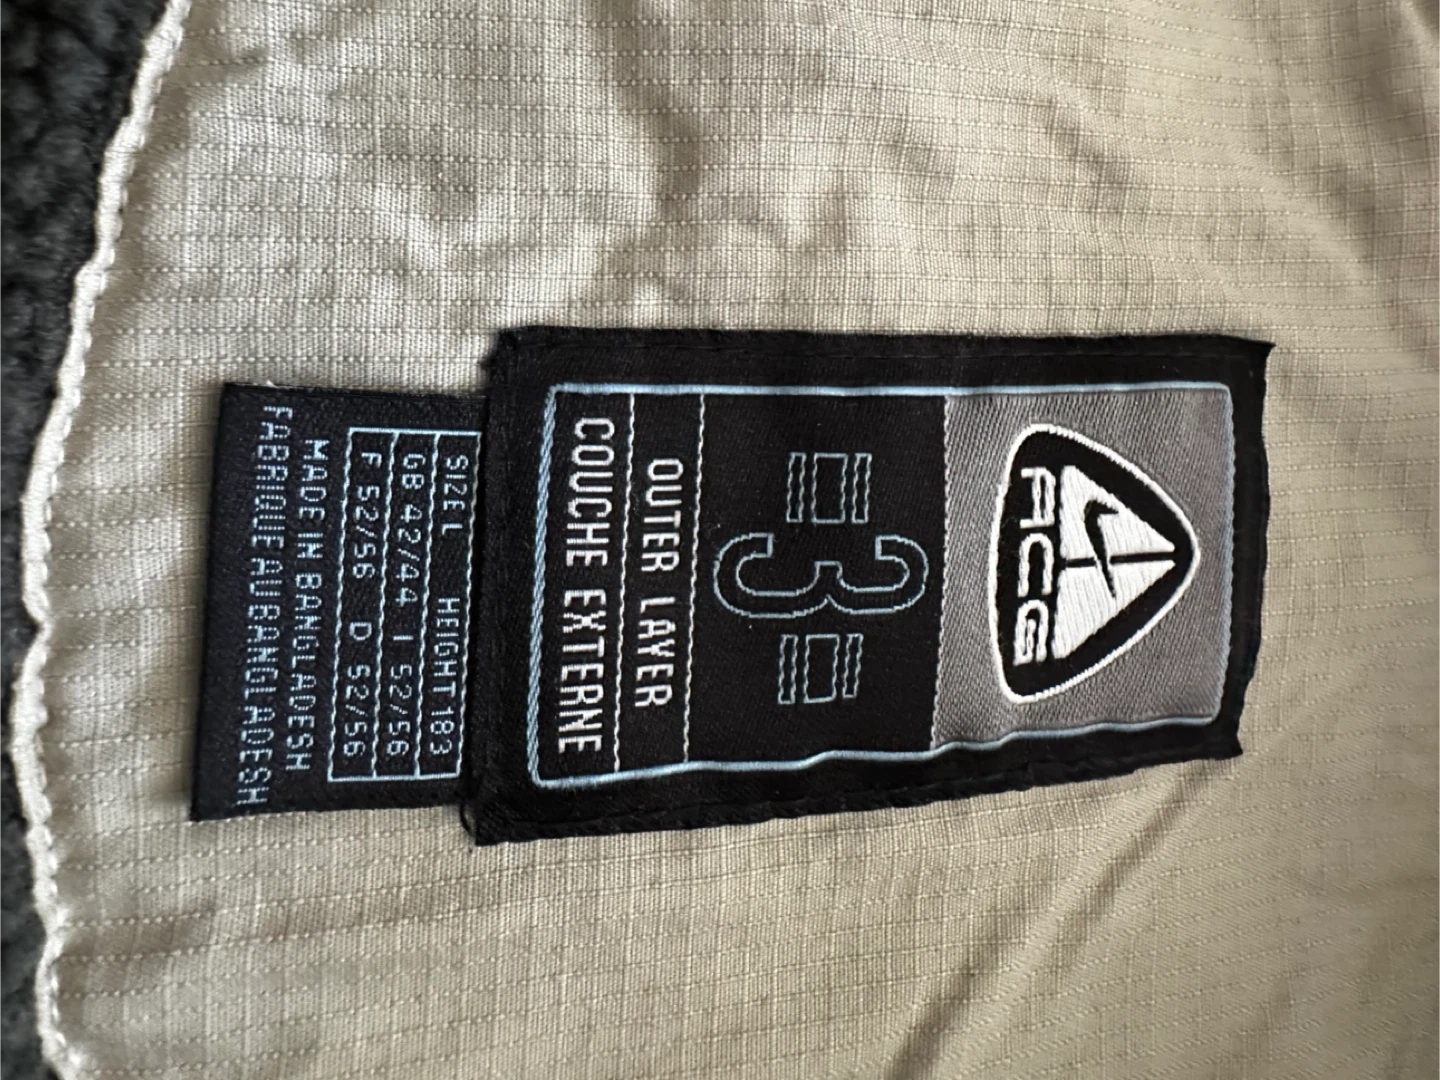 ACG
3
OUTER LAYER
COUCHE EXTERNE
SIZE L HEIGHT 183
GB 42/44 I 52/56
F 52/56 D 52/56
MADE IN BANGLADESH
FABRIQUE AU BANGLADESH